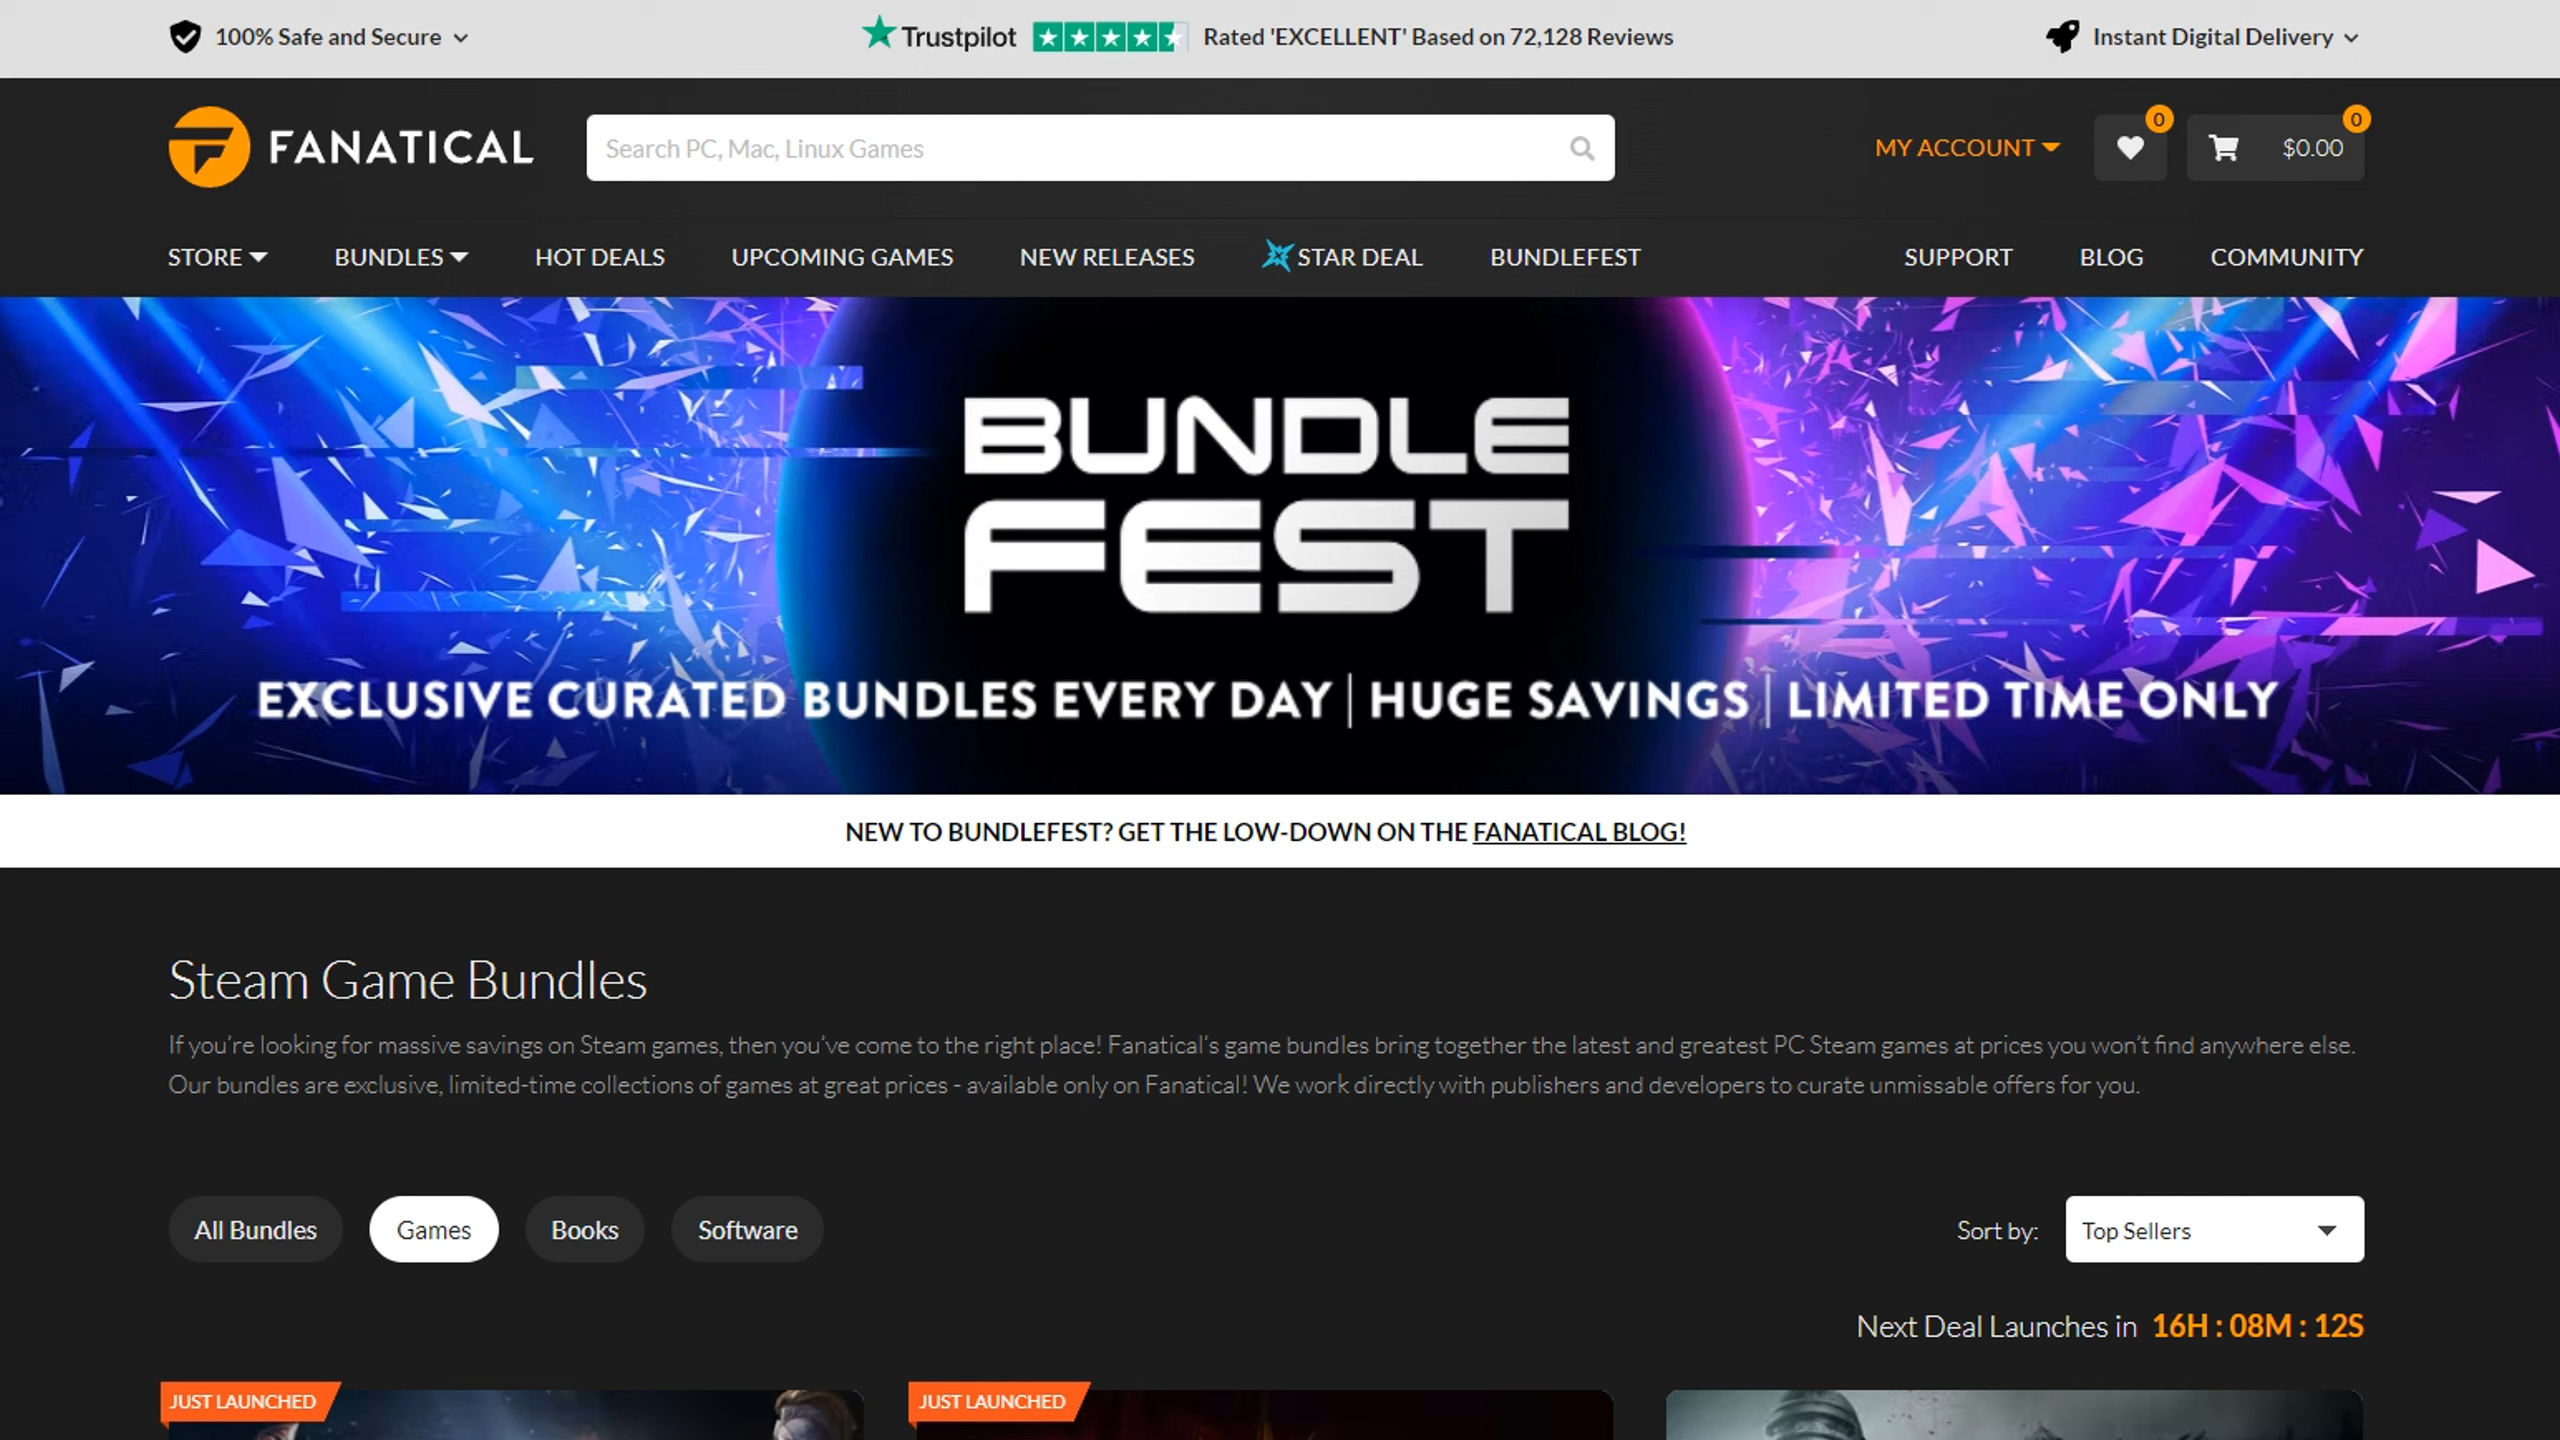 100% Safe and Secure
Trustpilot
Rated 'EXCELLENT' Based on 72,128 Reviews
Instant Digital Delivery
FANATICAL
Search PC, Mac, Linux Games
MY ACCOUNT
0
$0.00
0
STORE
BUNDLES
HOT DEALS
UPCOMING GAMES
NEW RELEASES
STAR DEAL
BUNDLEFEST
SUPPORT
BLOG
COMMUNITY
BUNDLE
FEST
EXCLUSIVE CURATED BUNDLES EVERY DAY | HUGE SAVINGS | LIMITED TIME ONLY
NEW TO BUNDLEFEST? GET THE LOW-DOWN ON THE FANATICAL BLOG!
Steam Game Bundles
If you're looking for massive savings on Steam games, then you've come to the right place! Fanatical's game bundles bring together the latest and greatest PC Steam games at prices you won't find anywhere else.
Our bundles are exclusive, limited-time collections of games at great prices - available only on Fanatical! We work directly with publishers and developers to curate unmissable offers for you.
All Bundles
Games
Books
Software
Sort by:
Top Sellers
Next Deal Launches in 16H : 08M : 12S
JUST LAUNCHED
JUST LAUNCHED